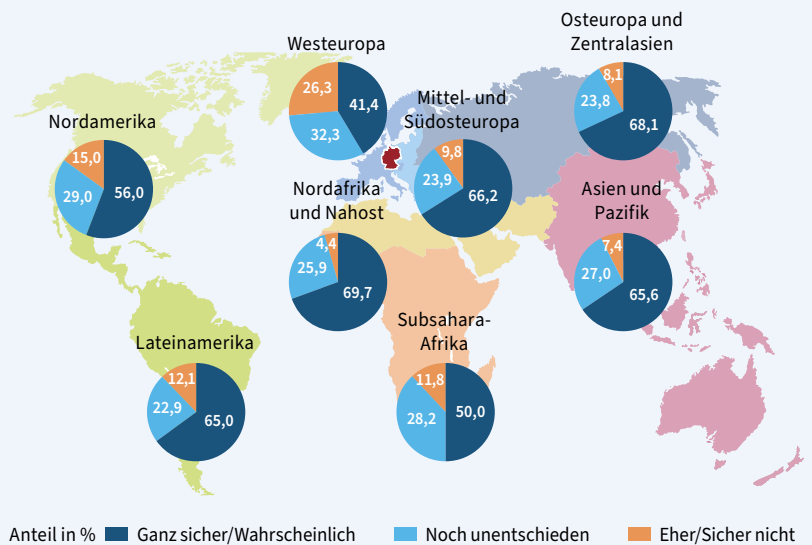 Osteuropa und
Zentralasien
8,1
23,8
68,1
Westeuropa
26,3
41,4
32,3
Mittel- und
Südosteuropa
9,8
23,9
66,2
Nordamerika
15,0
29,0
56,0
Nordafrika
und Nahost
4,4
25,9
69,7
Asien und
Pazifik
7,4
27,0
65,6
Lateinamerika
12,1
22,9
65,0
Subsahara-
Afrika
11,8
28,2
50,0
Anteil in % Ganz sicher/Wahrscheinlich Noch unentschieden Eher/Sicher nicht